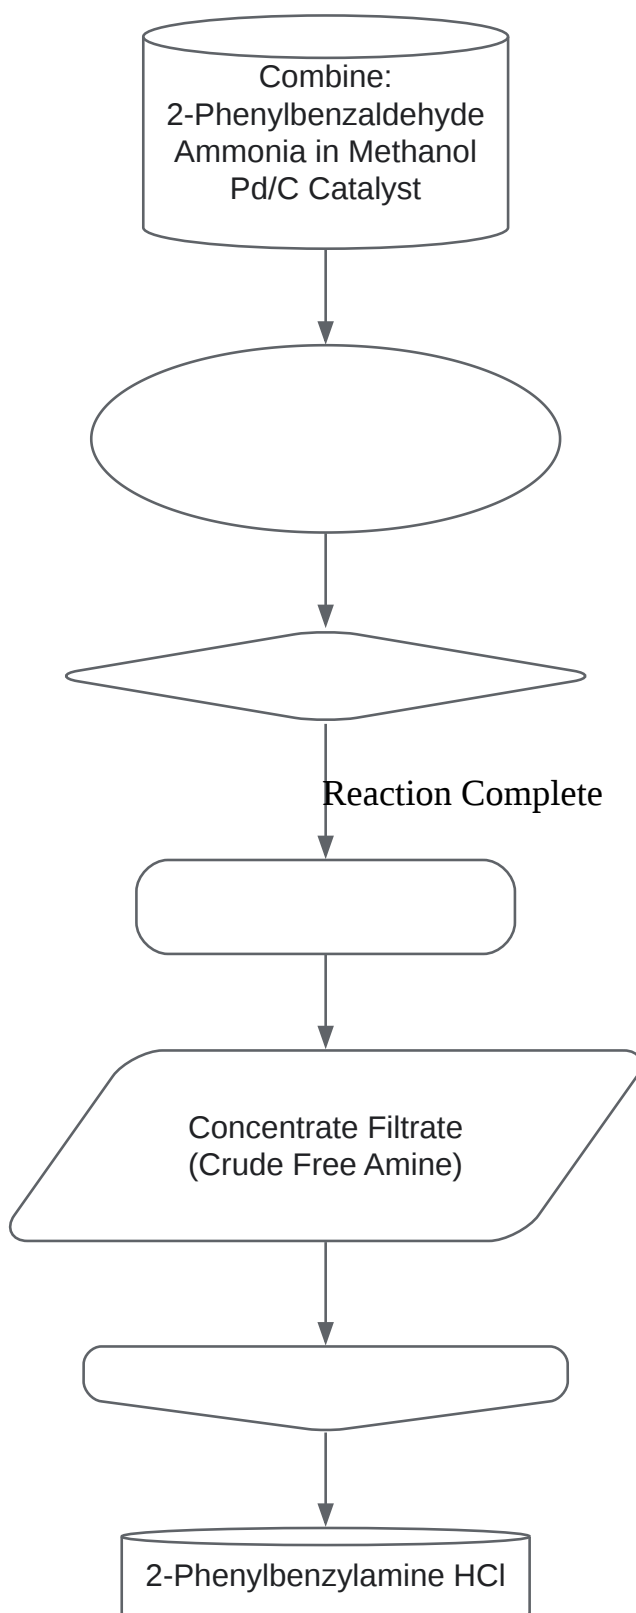 Combine:
2-Phenylbenzaldehyde
Ammonia in Methanol
Pd/C Catalyst
Reaction Complete
Concentrate Filtrate
(Crude Free Amine)
2-Phenylbenzylamine HCl